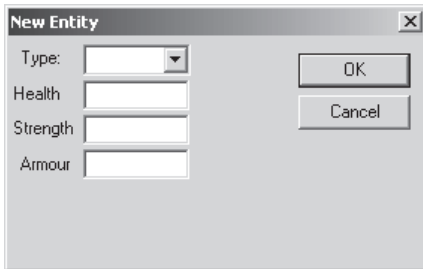 New Entity
Type:
OK
Health
Cancel
Strength
Armour